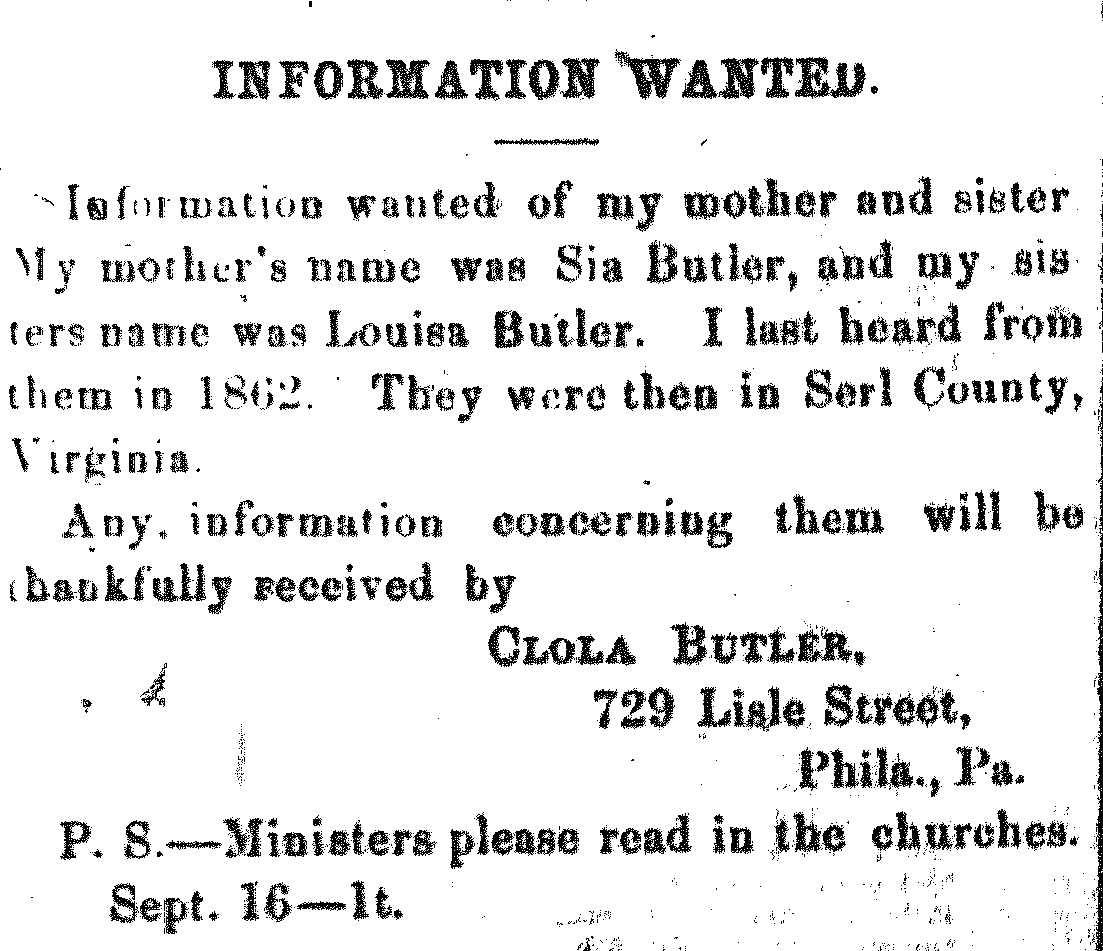 INFORMATION WANTED.
Information wanted of my mother and sister
My mother's name was Sia Butler, and my sis
ters name was Louisa Butler. I last heard from
them in 1862. They were then in Serl County,
Virginia.
Any information concerning them will be
thankfully received by
CLOLA BUTLER,
729 Lisle Street,
Phila., Pa.
P. S.—Ministers please read in the churches.
Sept. 16—1t.